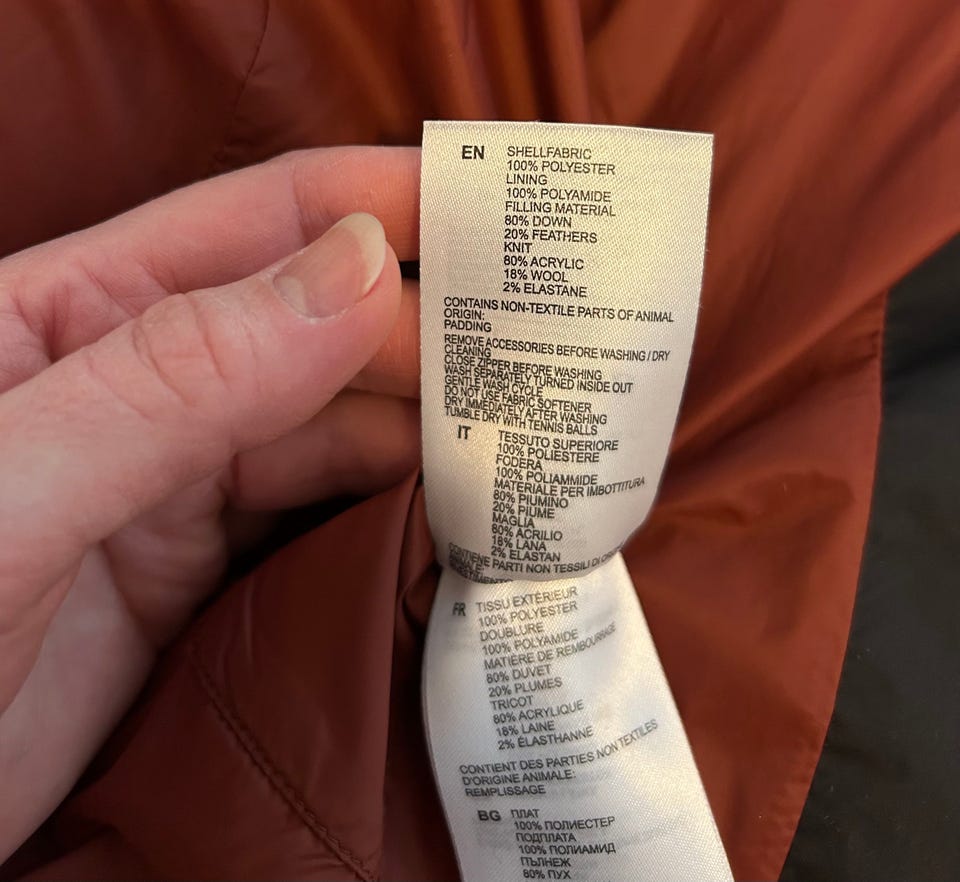 EN SHELLFABRIC
100% POLYESTER
LINING
100% POLYAMIDE
FILLING MATERIAL
80% DOWN
20% FEATHERS
KNIT
80% ACRYLIC
18% WOOL
2% ELASTANE
CONTAINS NON-TEXTILE PARTS OF ANIMAL
ORIGIN:
PADDING
REMOVE ACCESSORIES BEFORE WASHING / DRY
CLEANING
CLOSE ZIPPER BEFORE WASHING
WASH SEPARATELY TURNED INSIDE OUT
GENTLE WASH CYCLE
DO NOT USE FABRIC SOFTENER
DRY IMMEDIATELY AFTER WASHING
TUMBLE DRY WITH TENNIS BALLS
IT TESSUTO SUPERIORE
100% POLIESTERE
FODERA
100% POLIAMMIDE
MATERIALE PER IMBOTTITURA
80% PIUMINO
20% PIUME
MAGLIA
80% ACRILIO
18% LANA
2% ELASTAN
CONTIENE PARTI NON TESSILI DI
FR TISSU EXTÉRIEUR
100% POLYESTER
DOUBLURE
100% POLYAMIDE
MATIÈRE DE REMBOURRAGE
80% DUVET
20% PLUMES
TRICOT
80% ACRYLIQUE
18% LAINE
2% ÉLASTHANNE
CONTIENT DES PARTIES NON TEXTILES
D'ORIGINE ANIMALE:
REMPLISSAGE
BG ПЛАТ
100% ПОЛИЕСТЕР
ПОДПЛАТА
100% ПОЛИАМИД
ПЪЛНЕЖ
80% ПУХ